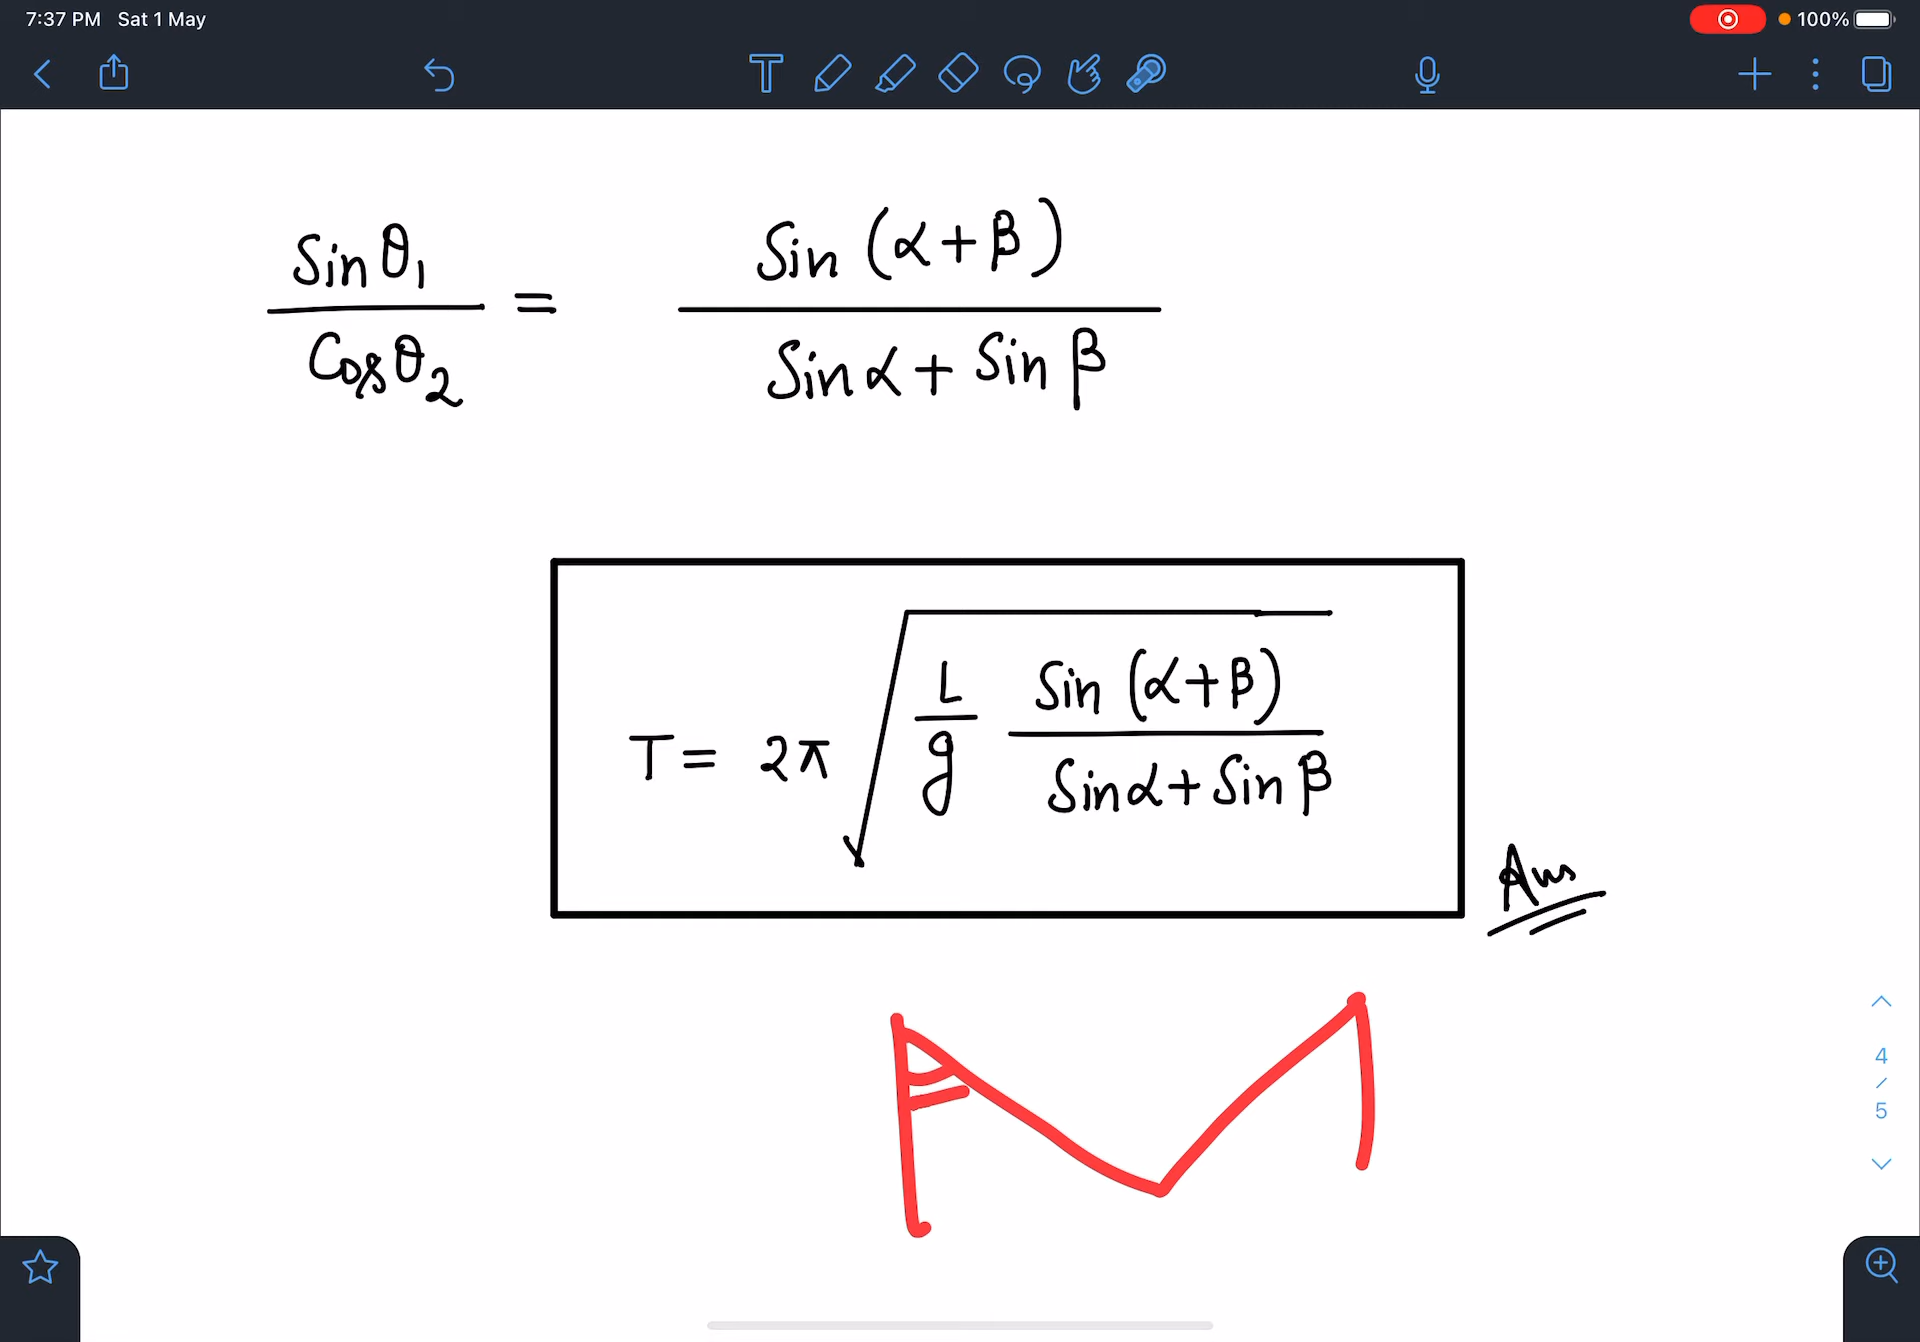 7:37 PM Sat 1 May 100%
Sin θ₁ / Cos θ₂ = Sin (α+β) / Sin α + Sin β
T = 2π √ L/g Sin (α+β) / Sin α + Sin β
Ans
4
/
5